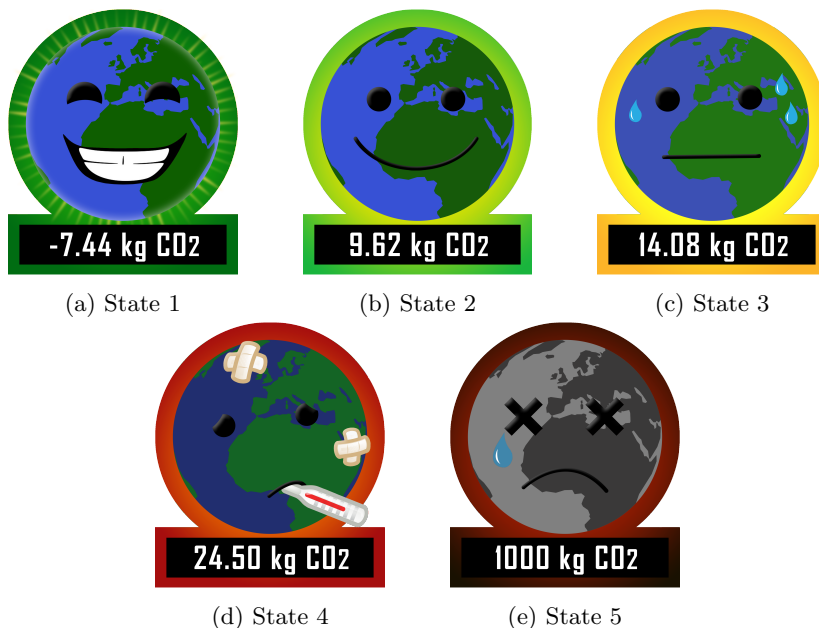 -7.44 kg CO2
9.62 kg CO2
14.08 kg CO2
(a) State 1
(b) State 2
(c) State 3
24.50 kg CO2
1000 kg CO2
(d) State 4
(e) State 5